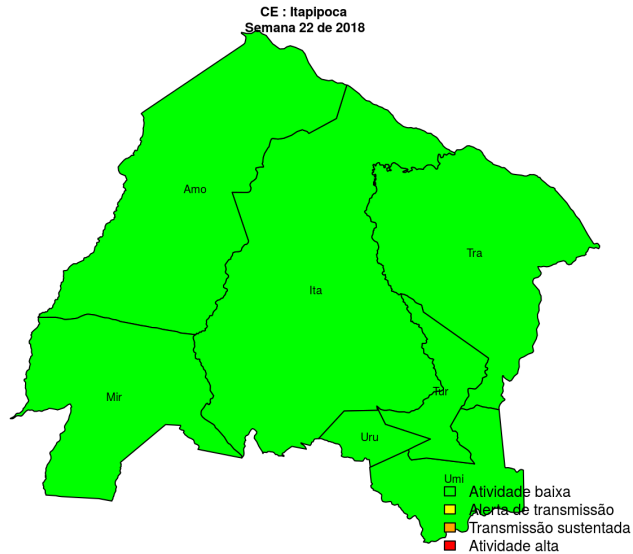 CE : Itapipoca
Semana 22 de 2018
Amo
Tra
Ita
Tur
Mir
Uru
Umi
Atividade baixa
Alerta de transmissão
Transmissão sustentada
Atividade alta